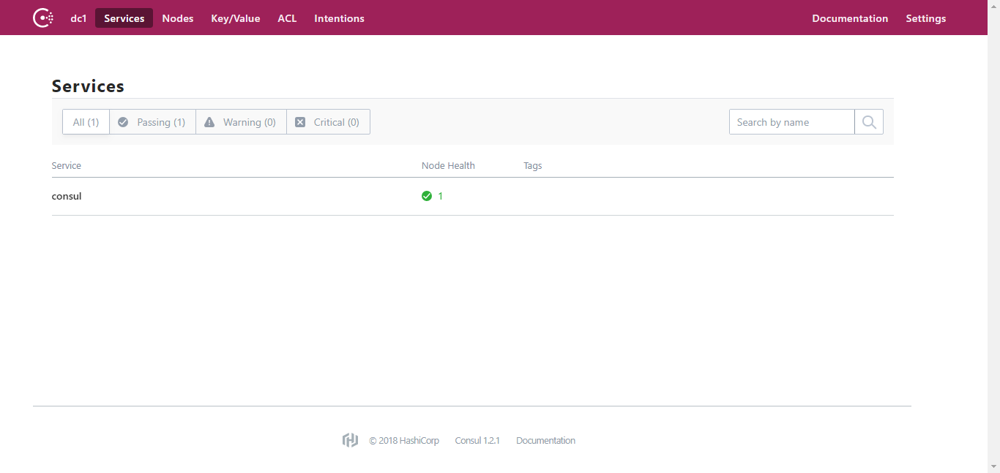 dc1 Services Nodes Key/Value ACL Intentions Documentation Settings
Services
All (1) Passing (1) Warning (0) Critical (0) Search by name
Service Node Health Tags
consul 1
© 2018 HashiCorp Consul 1.2.1 Documentation